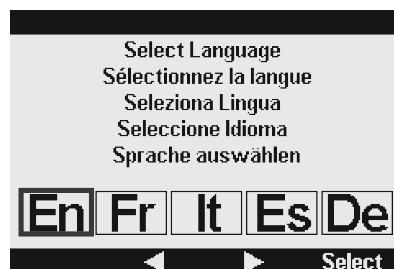 Select Language
Sélectionnez la langue
Seleziona Lingua
Seleccione Idioma
Sprache auswählen
En Fr It Es De
Select